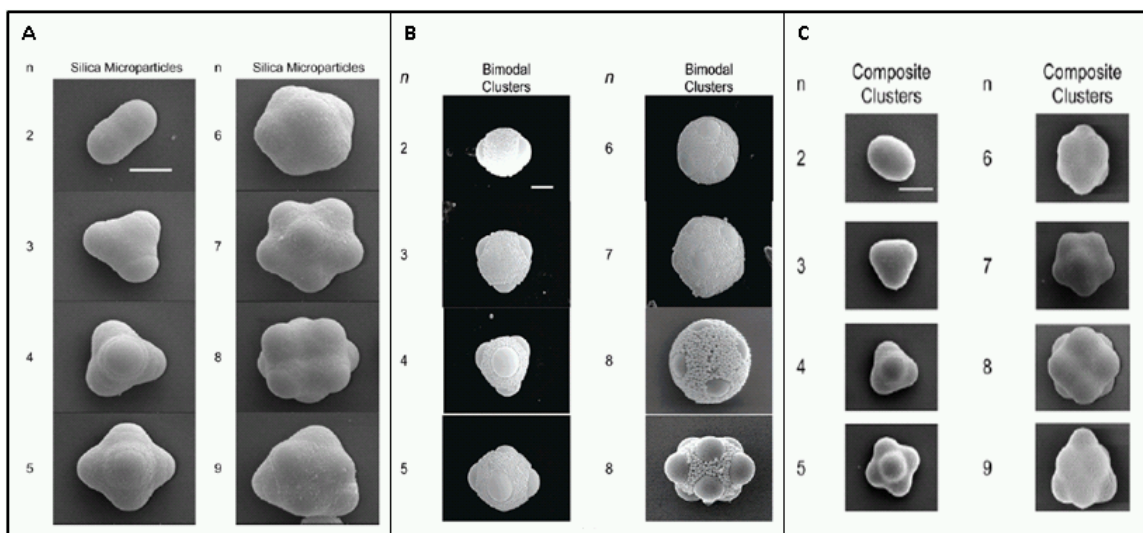 A
n Silica Microparticles n Silica Microparticles
2 6
3 7
4 8
5 9
B
n Bimodal Clusters n Bimodal Clusters
2 6
3 7
4 8
5 8
C
n Composite Clusters n Composite Clusters
2 6
3 7
4 8
5 9